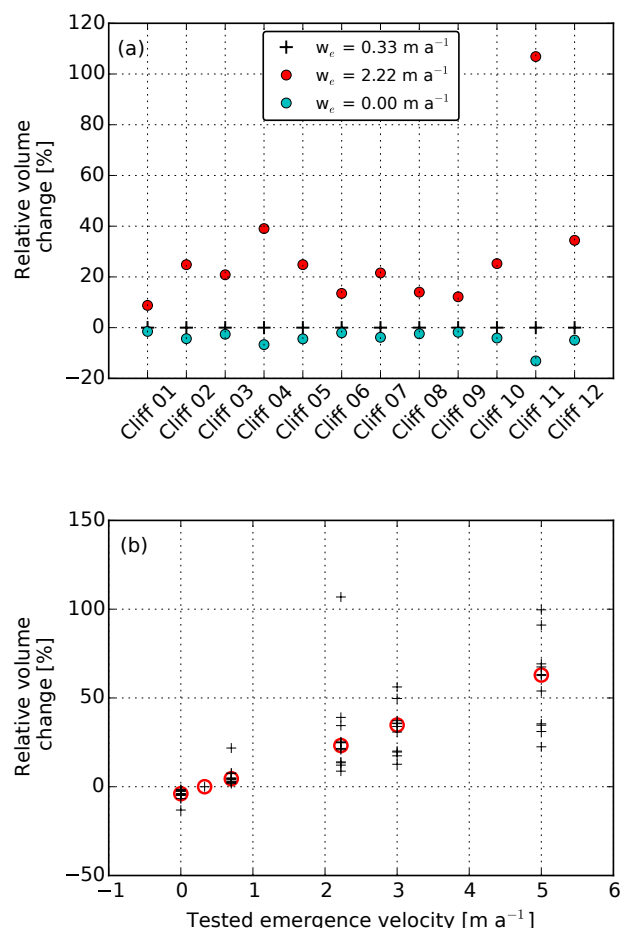 (a)
w_e = 0.33 m a⁻¹
w_e = 2.22 m a⁻¹
w_e = 0.00 m a⁻¹
120
100
80
60
40
20
0
−20
Relative volume
change [%]
Cliff 01
Cliff 02
Cliff 03
Cliff 04
Cliff 05
Cliff 06
Cliff 07
Cliff 08
Cliff 09
Cliff 10
Cliff 11
Cliff 12
(b)
150
100
50
0
−50
Relative volume
change [%]
−1 0 1 2 3 4 5 6
Tested emergence velocity [m a⁻¹]